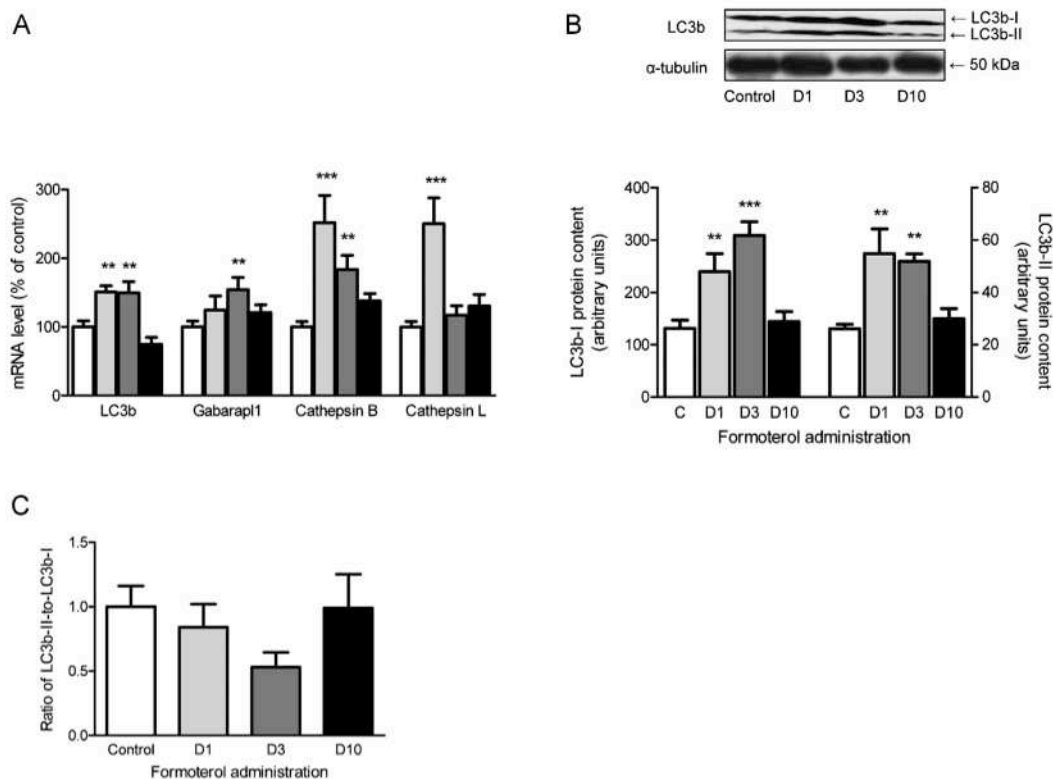 A
mRNA level (% of control)
300
200
150
100
50
0
** **
**
***
**
***
LC3b
Gabarapl1
Cathepsin B
Cathepsin L
B
LC3b
← LC3b-I
← LC3b-II
α-tubulin
← 50 kDa
Control D1 D3 D10
LC3b-I protein content
(arbitrary units)
400
300
200
100
0
**
***
**
**
80
60
40
20
0
LC3b-II protein content
(arbitrary units)
C D1 D3 D10 C D1 D3 D10
Formoterol administration
C
Ratio of LC3b-II-to-LC3b-I
1.5
1.0
0.5
0.0
Control D1 D3 D10
Formoterol administration